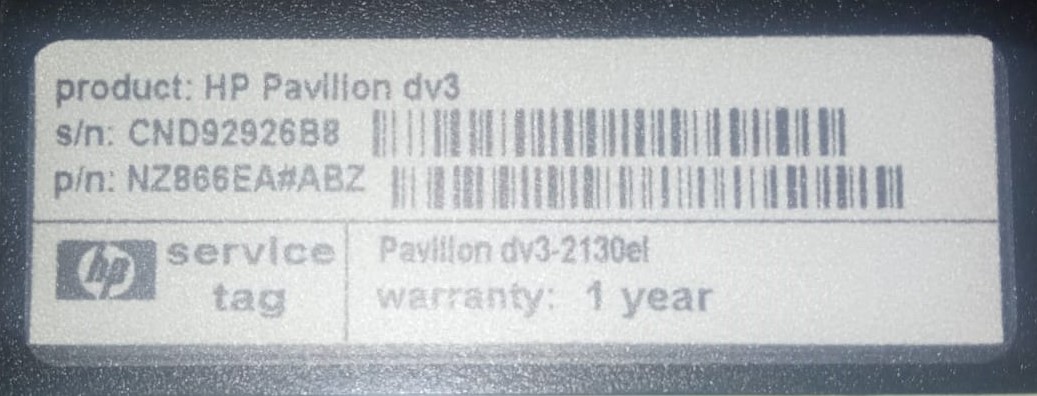 product: HP Pavilion dv3
s/n: CND92926B8
p/n: NZ866EA#ABZ
hp service tag
Pavilion dv3-2130el
warranty: 1 year